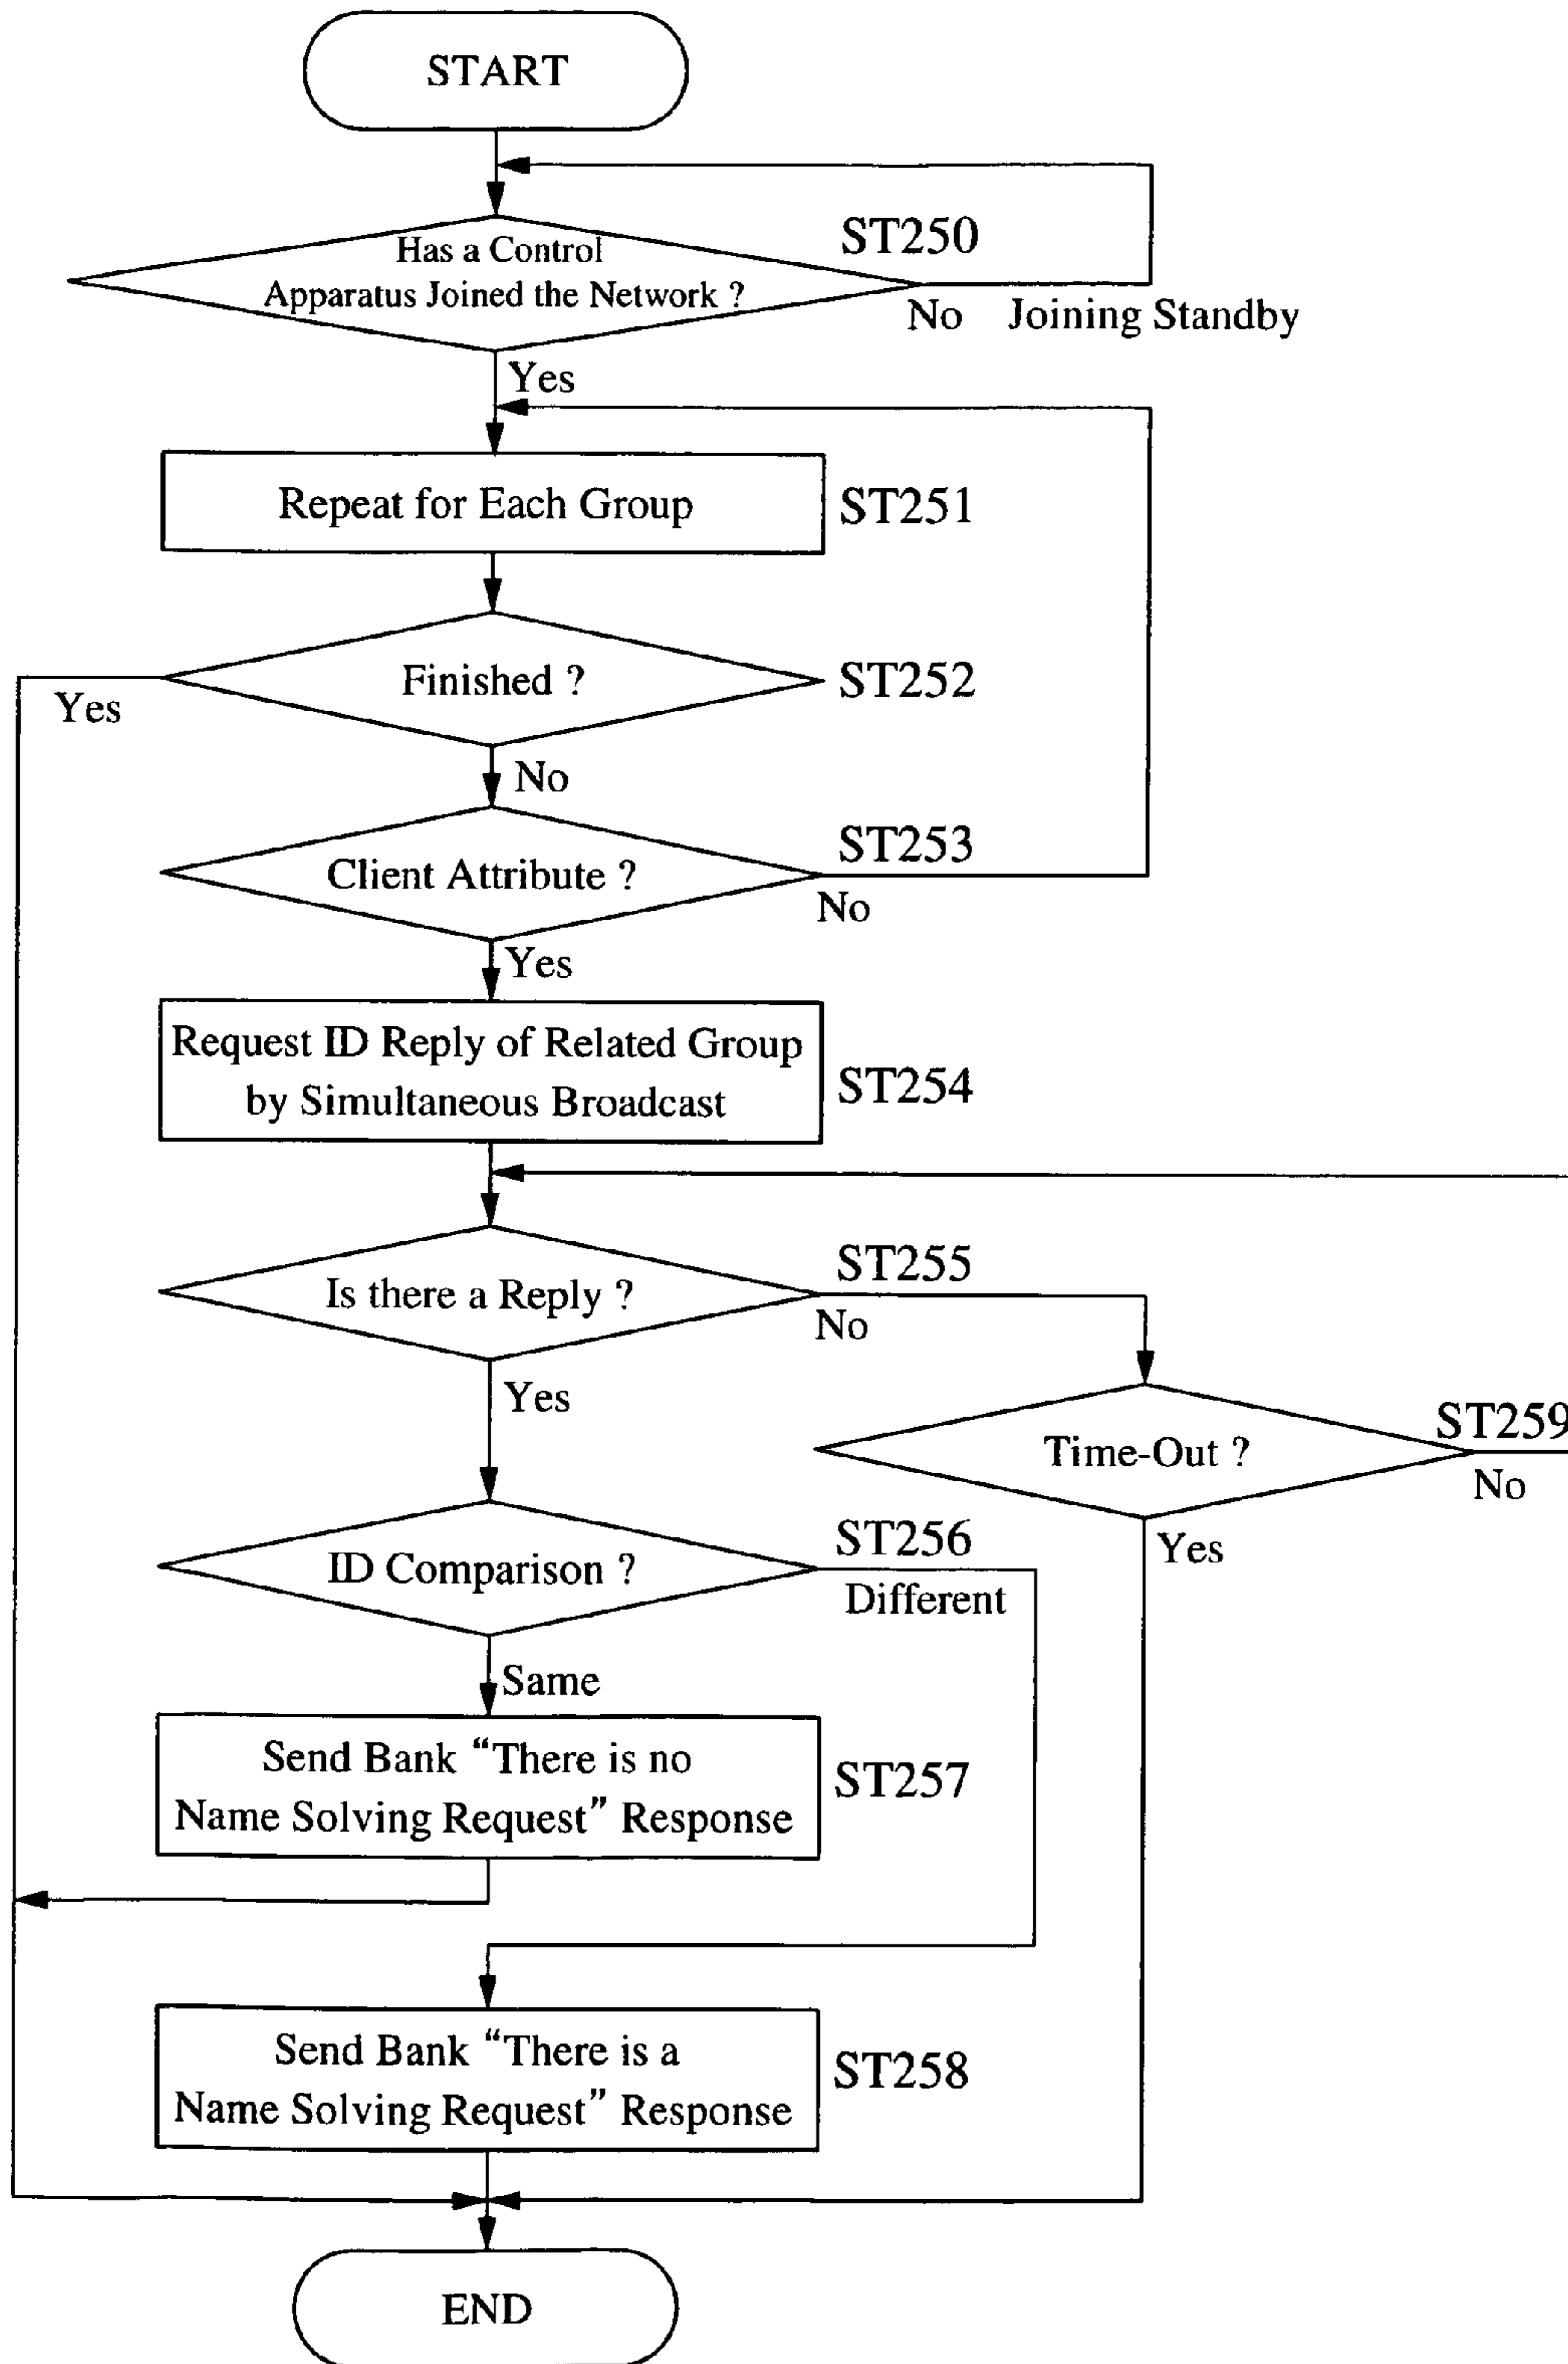 START
Has a Control
Apparatus Joined the Network ?
ST250
No Joining Standby
Yes
Repeat for Each Group
ST251
Finished ?
ST252
Yes
No
Client Attribute ?
ST253
No
Yes
Request ID Reply of Related Group
by Simultaneous Broadcast
ST254
Is there a Reply ?
ST255
No
Yes
Time-Out ?
ST259
No
Yes
ID Comparison ?
ST256
Different
Same
Send Bank “There is no
Name Solving Request” Response
ST257
Send Bank “There is a
Name Solving Request” Response
ST258
END